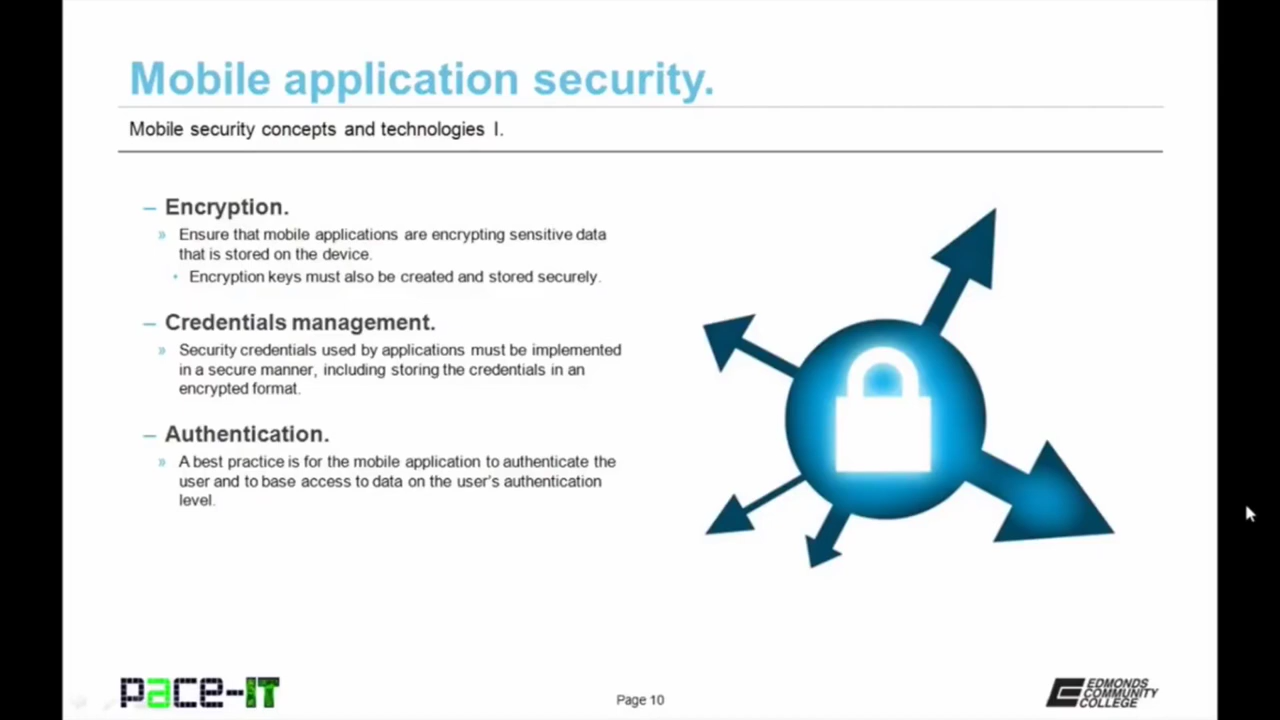 Mobile application security.
Mobile security concepts and technologies I.
– Encryption.
» Ensure that mobile applications are encrypting sensitive data
that is stored on the device.
• Encryption keys must also be created and stored securely.
– Credentials management.
» Security credentials used by applications must be implemented
in a secure manner, including storing the credentials in an
encrypted format.
– Authentication.
» A best practice is for the mobile application to authenticate the
user and to base access to data on the user's authentication
level.
pace-IT
Page 10
EDMONDS
COMMUNITY
COLLEGE